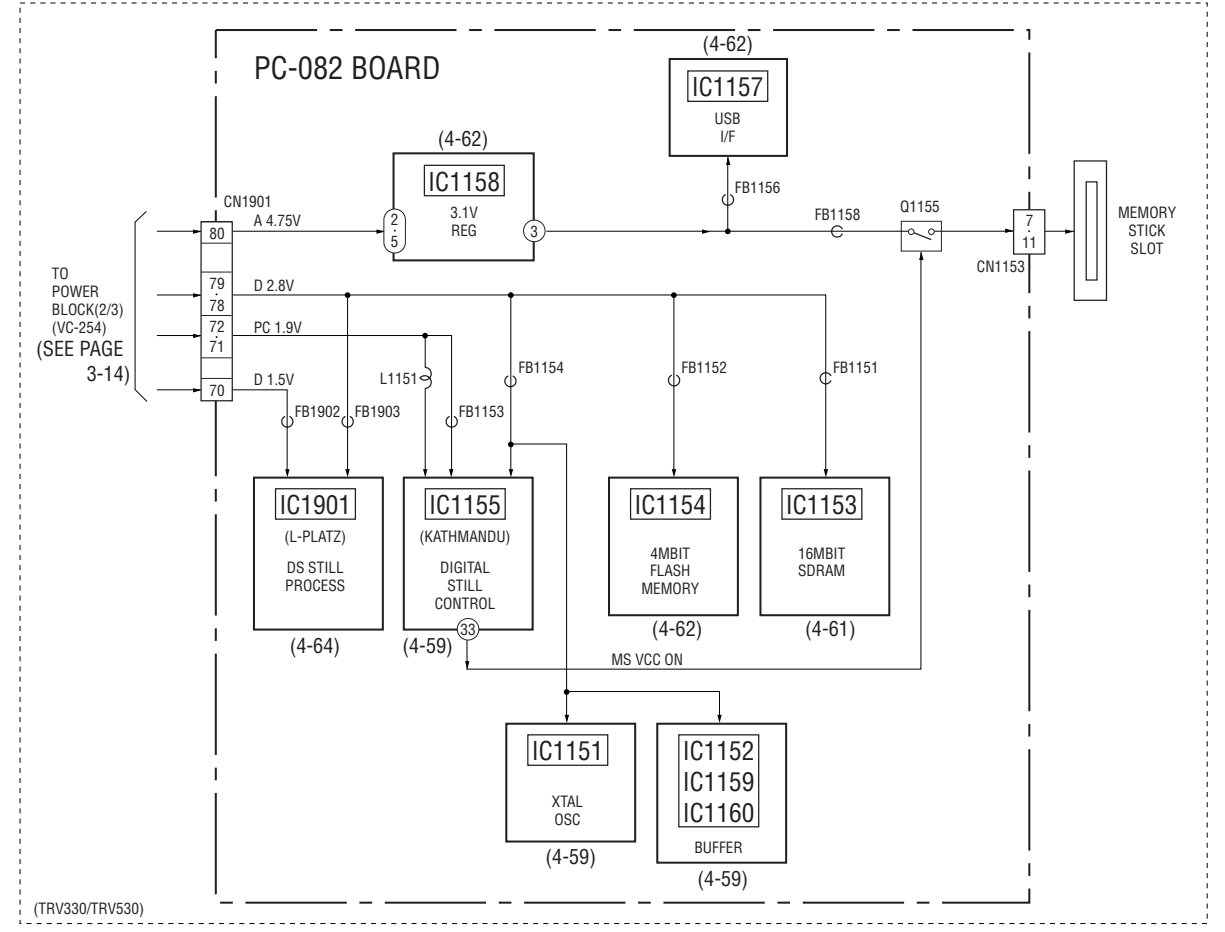 PC-082 BOARD
(4-62)
IC1157
USB
I/F
(4-62)
IC1158
3.1V
REG
2
·
5
3
FB1156
FB1158
Q1155
7
·
11
CN1153
MEMORY
STICK
SLOT
CN1901
80
A 4.75V
79
·
78
D 2.8V
72
·
71
PC 1.9V
70
D 1.5V
TO
POWER
BLOCK(2/3)
(VC-254)
(SEE PAGE
3-14)
L1151
FB1154
FB1152
FB1151
FB1902
FB1903
FB1153
IC1901
(L-PLATZ)
DS STILL
PROCESS
(4-64)
IC1155
(KATHMANDU)
DIGITAL
STILL
CONTROL
33
(4-59)
IC1154
4MBIT
FLASH
MEMORY
(4-62)
IC1153
16MBIT
SDRAM
(4-61)
MS VCC ON
IC1151
XTAL
OSC
(4-59)
IC1152
IC1159
IC1160
BUFFER
(4-59)
(TRV330/TRV530)